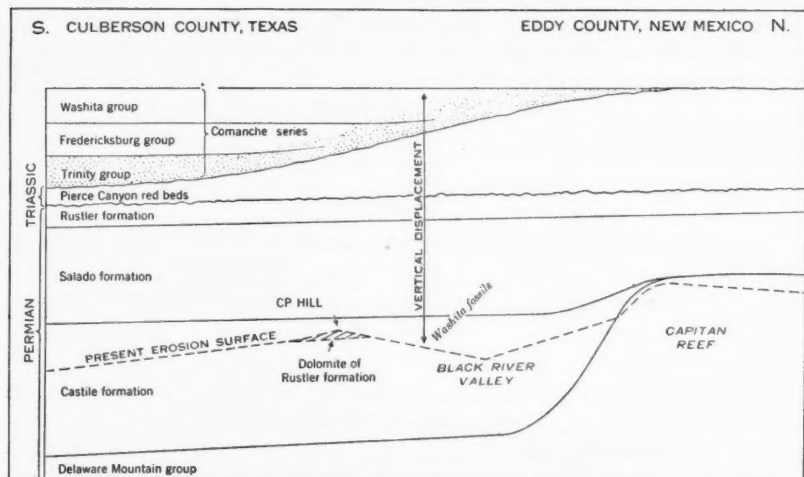 S. CULBERSON COUNTY, TEXAS
EDDY COUNTY, NEW MEXICO N.
Washita group
Fredericksburg group
Comanche series
Trinity group
TRIASSIC
Pierce Canyon red beds
Rustler formation
VERTICAL DISPLACEMENT
Salado formation
CP HILL
Washita fossils
PERMIAN
PRESENT EROSION SURFACE
Dolomite of
Rustler formation
BLACK RIVER
VALLEY
CAPITAN
REEF
Castile formation
Delaware Mountain group